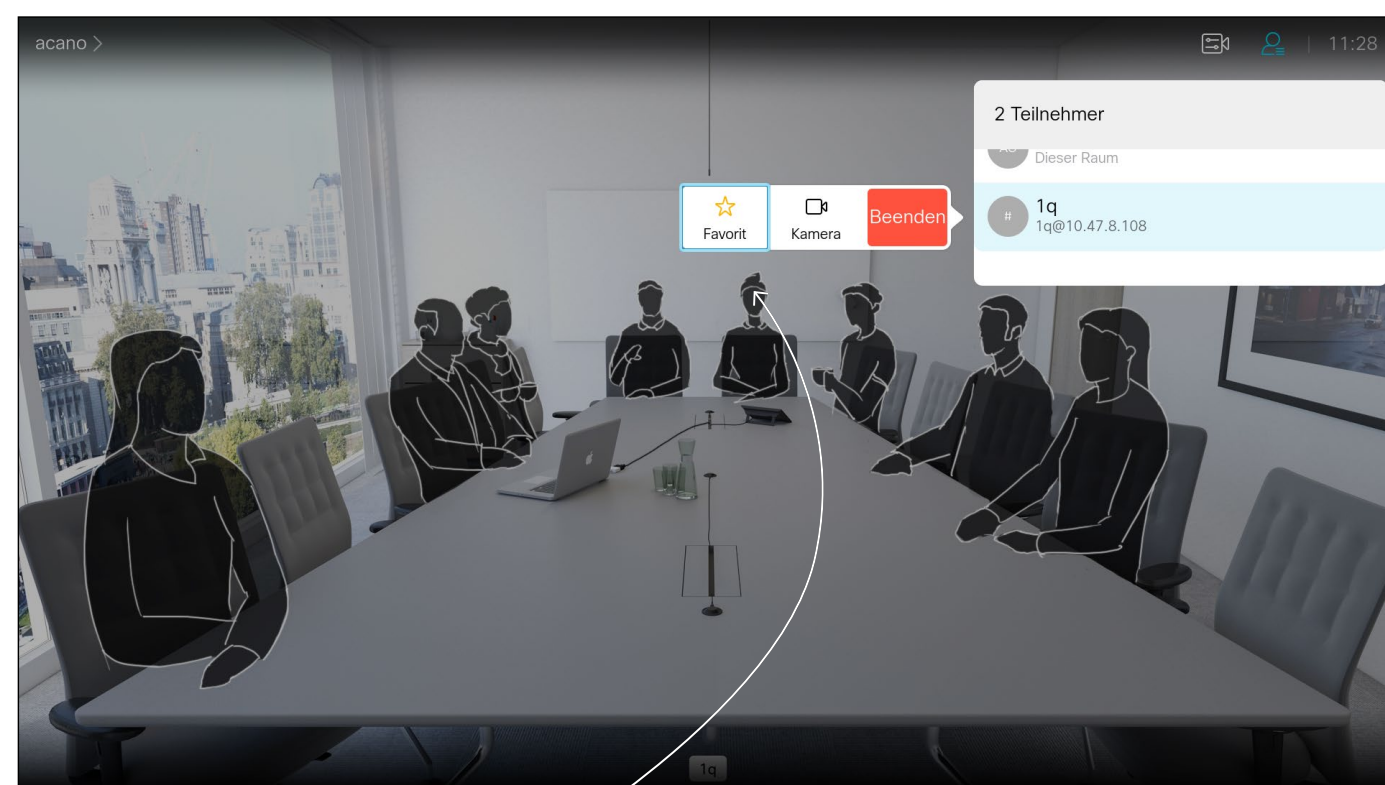 acano
11:28
2 Teilnehmer
Dieser Raum
Favorit
Kamera
Beenden
#
1q
1q@10.47.8.108
1q